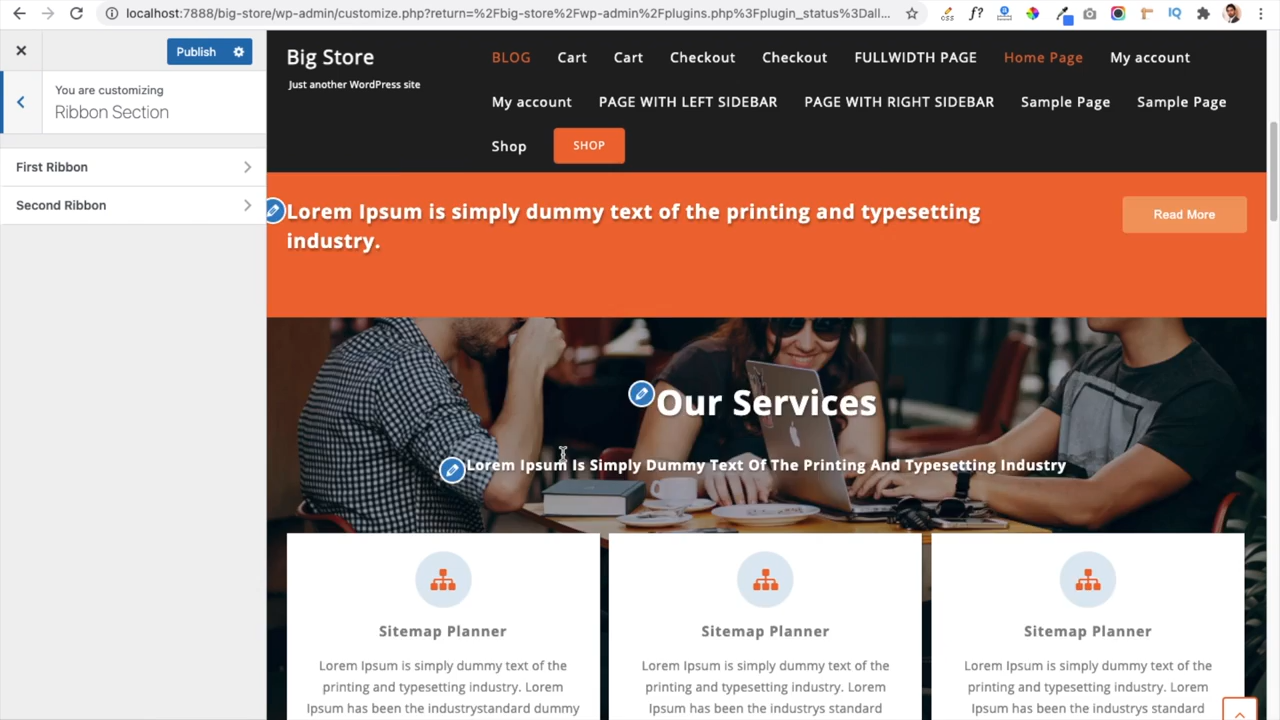 localhost:7888/big-store/wp-admin/customize.php?return=%2Fbig-store%2Fwp-admin%2Fplugins.php%3Fplugin_status%3Dall...
Publish
You are customizing
Ribbon Section
First Ribbon
Second Ribbon
Big Store
Just another WordPress site
BLOG Cart Cart Checkout Checkout FULLWIDTH PAGE Home Page My account
My account PAGE WITH LEFT SIDEBAR PAGE WITH RIGHT SIDEBAR Sample Page Sample Page
Shop SHOP
Lorem Ipsum is simply dummy text of the printing and typesetting
industry.
Read More
Our Services
Lorem Ipsum Is Simply Dummy Text Of The Printing And Typesetting Industry
Sitemap Planner
Lorem Ipsum is simply dummy text of the
printing and typesetting industry. Lorem
Ipsum has been the industrystandard dummy
Sitemap Planner
Lorem Ipsum is simply dummy text of the
printing and typesetting industry. Lorem
Ipsum has been the industrys standard
Sitemap Planner
Lorem Ipsum is simply dummy text of the
printing and typesetting industry. Lorem
Ipsum has been the industrys standard